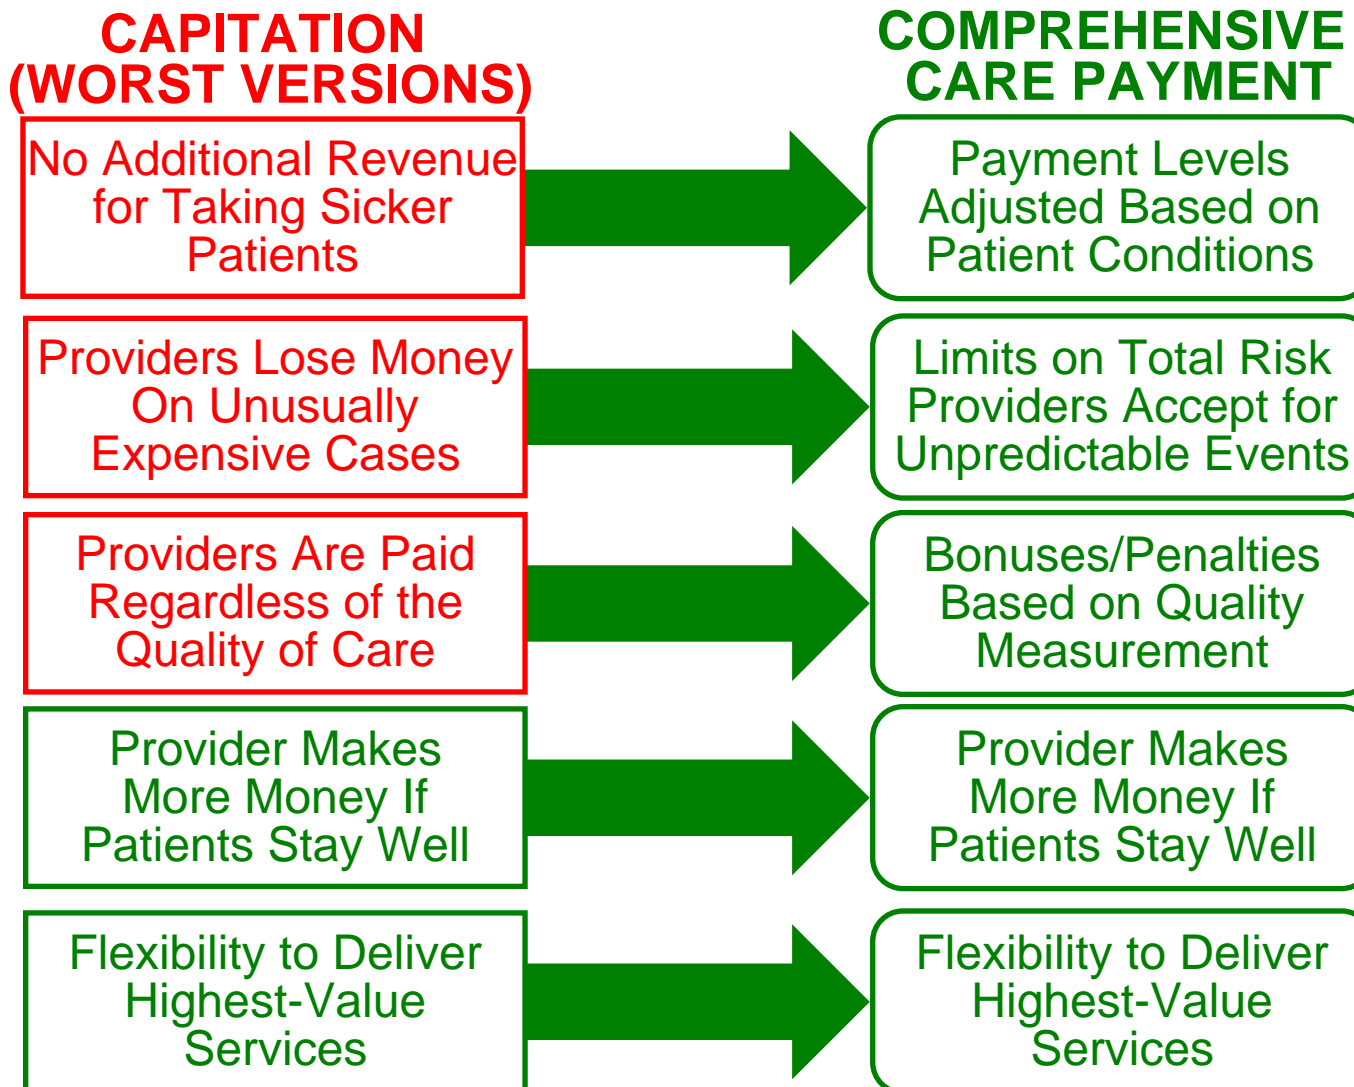 CAPITATION
(WORST VERSIONS)
COMPREHENSIVE
CARE PAYMENT
No Additional Revenue
for Taking Sicker
Patients
Payment Levels
Adjusted Based on
Patient Conditions
Providers Lose Money
On Unusually
Expensive Cases
Limits on Total Risk
Providers Accept for
Unpredictable Events
Providers Are Paid
Regardless of the
Quality of Care
Bonuses/Penalties
Based on Quality
Measurement
Provider Makes
More Money If
Patients Stay Well
Provider Makes
More Money If
Patients Stay Well
Flexibility to Deliver
Highest-Value
Services
Flexibility to Deliver
Highest-Value
Services